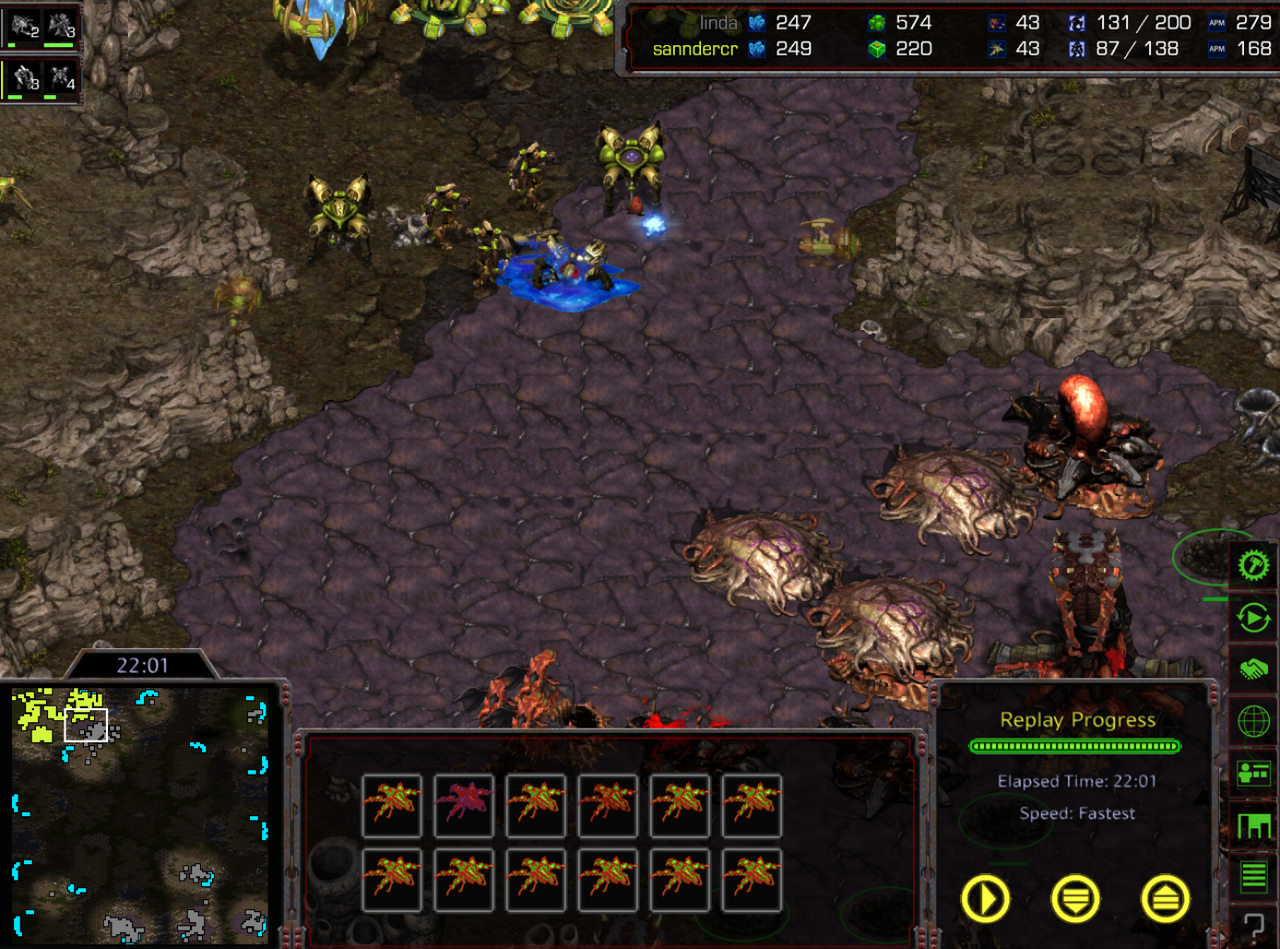 2 3
linda 247 574 43 131 / 200 APM 279
sanndercr 249 220 43 87 / 138 APM 168
3 4
22:01
Replay Progress
Elapsed Time: 22:01
Speed: Fastest
?